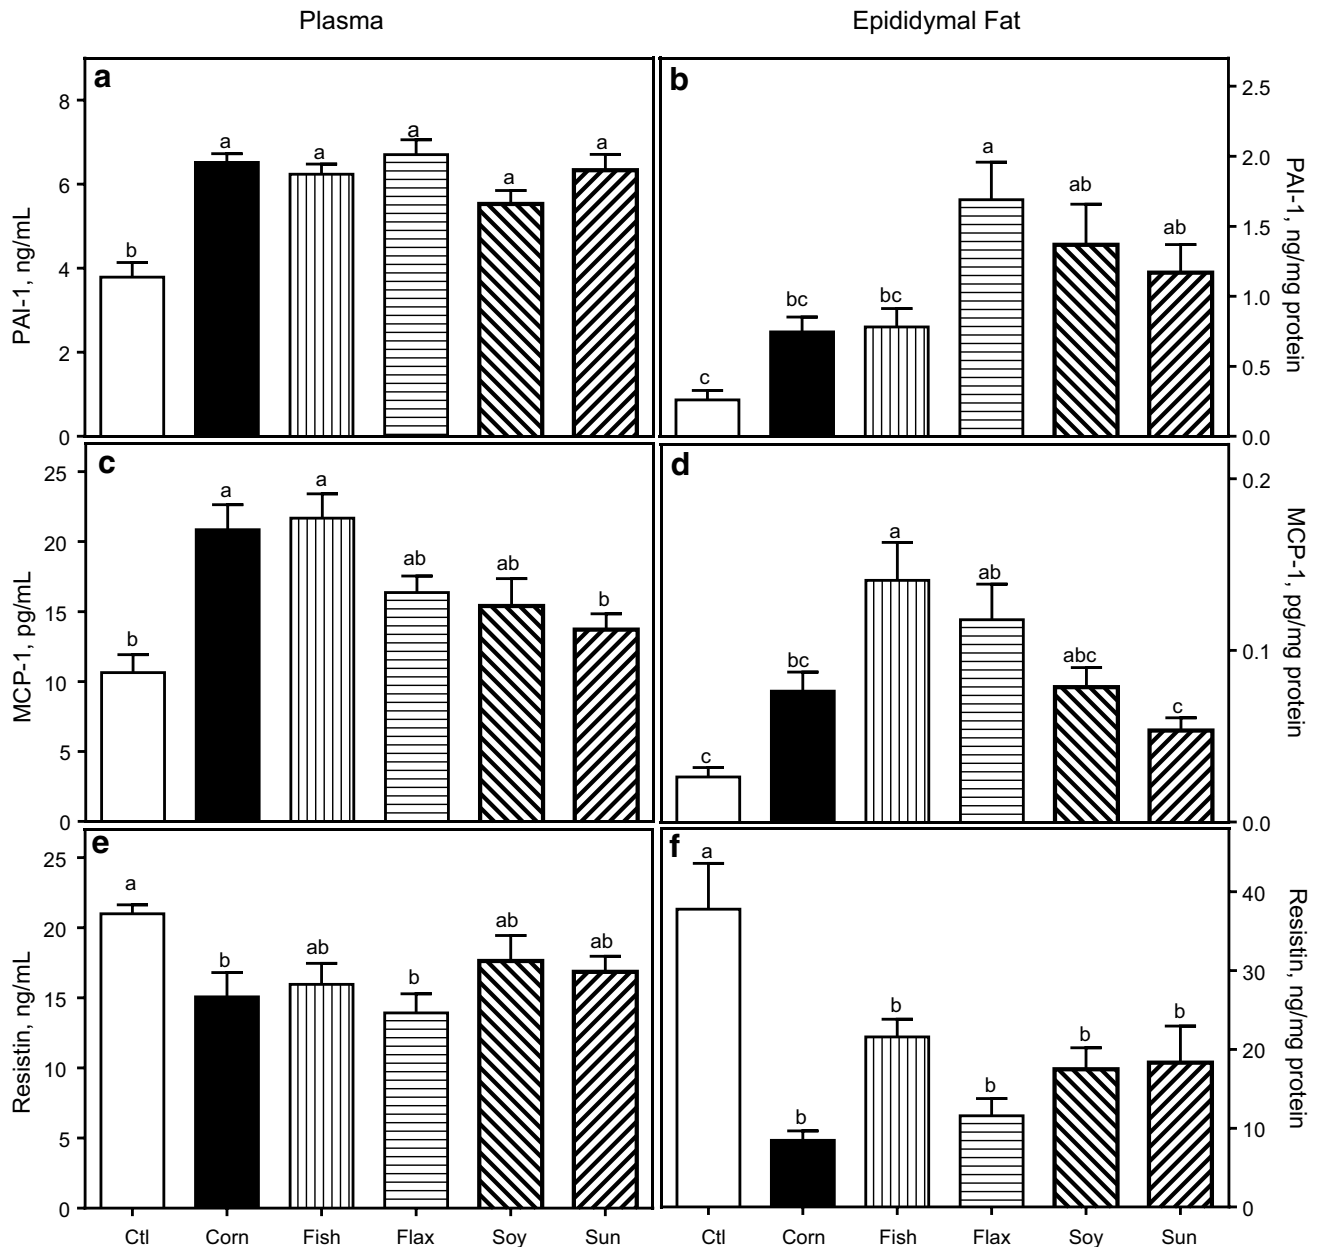 Plasma
Epididymal Fat
a
8
6
4
2
0
PAI-1, ng/mL
b
a
a
a
a
a
b
2.5
2.0
1.5
1.0
0.5
0.0
PAI-1, ng/mg protein
c
bc
bc
a
ab
ab
c
25
20
15
10
5
0
MCP-1, pg/mL
b
a
a
ab
ab
b
d
0.2
0.1
0.0
MCP-1, pg/mg protein
c
bc
a
ab
abc
c
e
25
20
15
10
5
0
Resistin, ng/mL
a
b
ab
b
ab
ab
f
40
30
20
10
0
Resistin, ng/mg protein
a
b
b
b
b
b
Ctl Corn Fish Flax Soy Sun
Ctl Corn Fish Flax Soy Sun